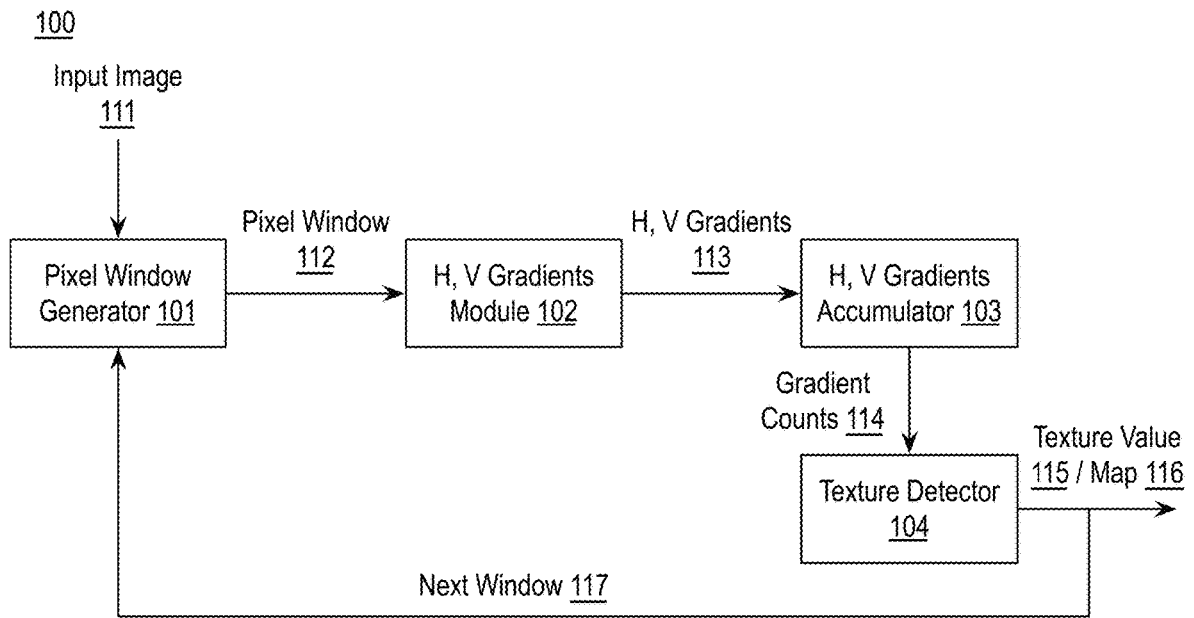 100
Input Image
111
Pixel Window
112
H, V Gradients
113
Pixel Window
Generator 101
H, V Gradients
Module 102
H, V Gradients
Accumulator 103
Gradient
Counts 114
Texture Detector
104
Texture Value
115 / Map 116
Next Window 117